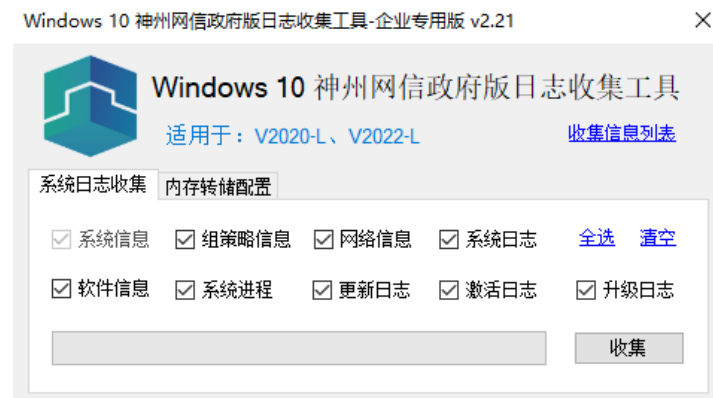 Windows 10 神州网信政府版日志收集工具-企业专用版 v2.21
Windows 10 神州网信政府版日志收集工具
适用于：V2020-L、V2022-L 收集信息列表
系统日志收集 内存转储配置
系统信息 组策略信息 网络信息 系统日志 全选 清空
软件信息 系统进程 更新日志 激活日志 升级日志
收集